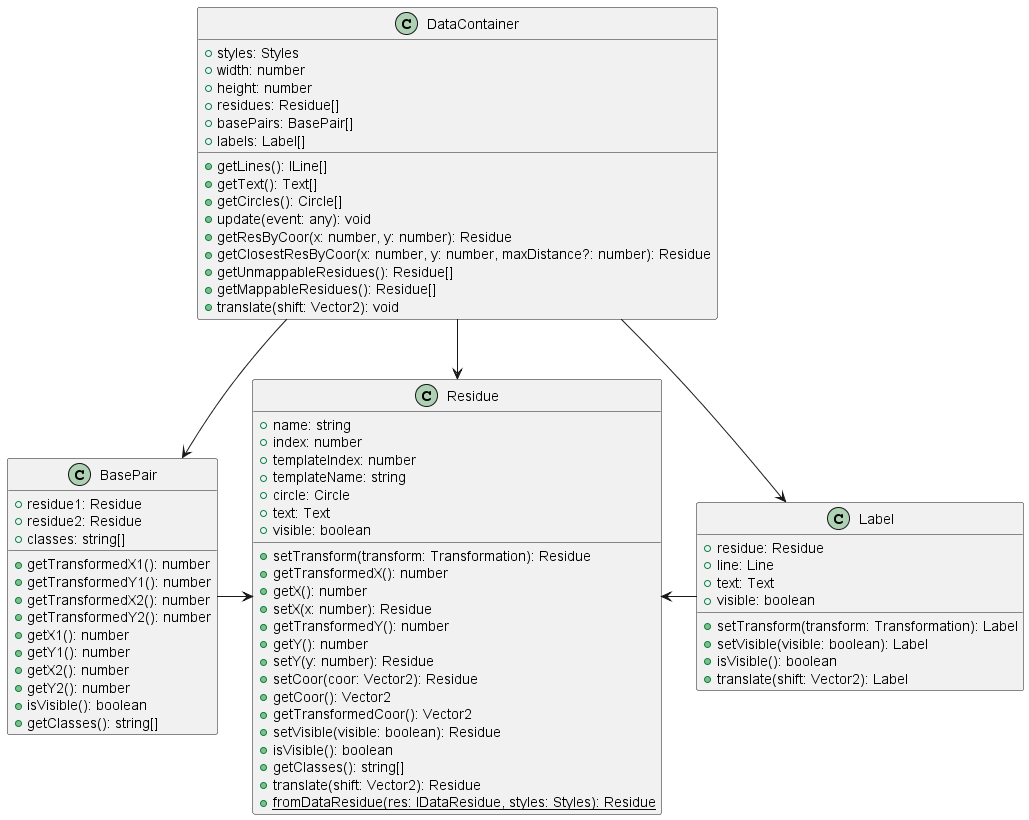 C DataContainer
styles: Styles
width: number
height: number
residues: Residue[]
basePairs: BasePair[]
labels: Label[]
getLines(): ILine[]
getText(): Text[]
getCircles(): Circle[]
update(event: any): void
getResByCoor(x: number, y: number): Residue
getClosestResByCoor(x: number, y: number, maxDistance?: number): Residue
getUnmappableResidues(): Residue[]
getMappableResidues(): Residue[]
translate(shift: Vector2): void
C BasePair
residue1: Residue
residue2: Residue
classes: string[]
getTransformedX1(): number
getTransformedY1(): number
getTransformedX2(): number
getTransformedY2(): number
getX1(): number
getY1(): number
getX2(): number
getY2(): number
isVisible(): boolean
getClasses(): string[]
C Residue
name: string
index: number
templateIndex: number
templateName: string
circle: Circle
text: Text
visible: boolean
setTransform(transform: Transformation): Residue
getTransformedX(): number
getX(): number
setX(x: number): Residue
getTransformedY(): number
getY(): number
setY(y: number): Residue
setCoor(coor: Vector2): Residue
getCoor(): Vector2
getTransformedCoor(): Vector2
setVisible(visible: boolean): Residue
isVisible(): boolean
getClasses(): string[]
translate(shift: Vector2): Residue
fromDataResidue(res: IDataResidue, styles: Styles): Residue
C Label
residue: Residue
line: Line
text: Text
visible: boolean
setTransform(transform: Transformation): Label
setVisible(visible: boolean): Label
isVisible(): boolean
translate(shift: Vector2): Label